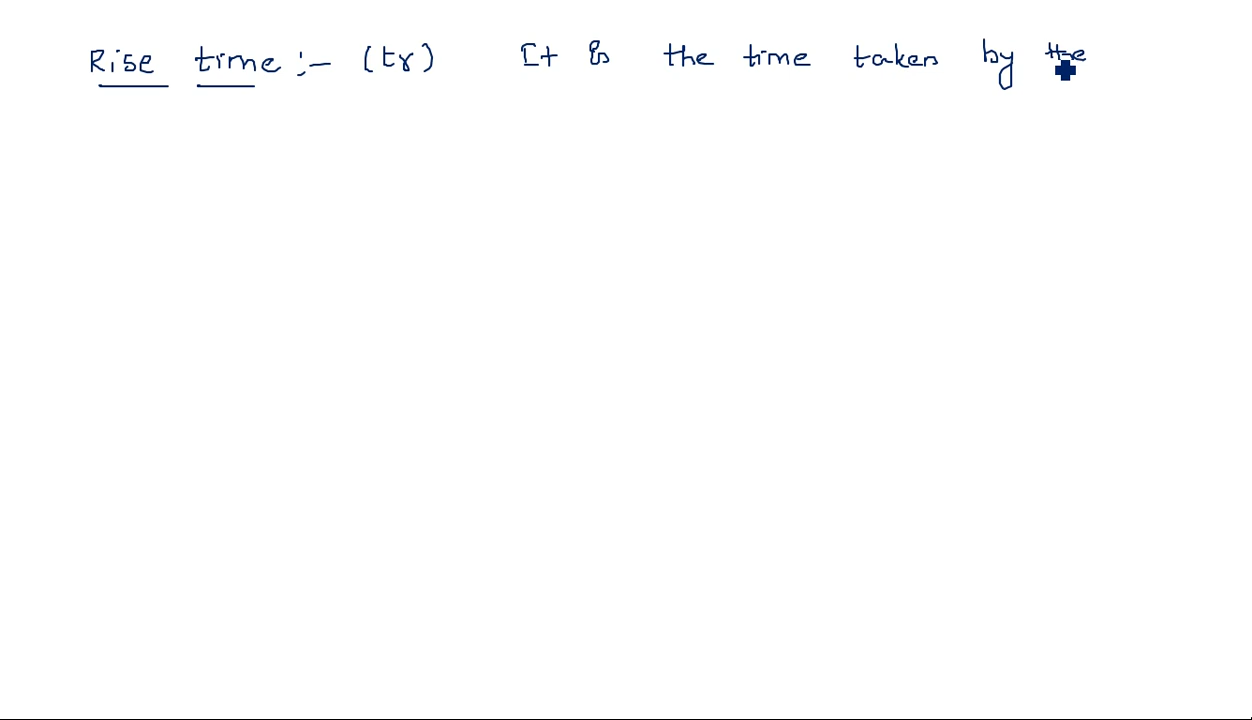 Rise time :- (tr) It is the time taken by the